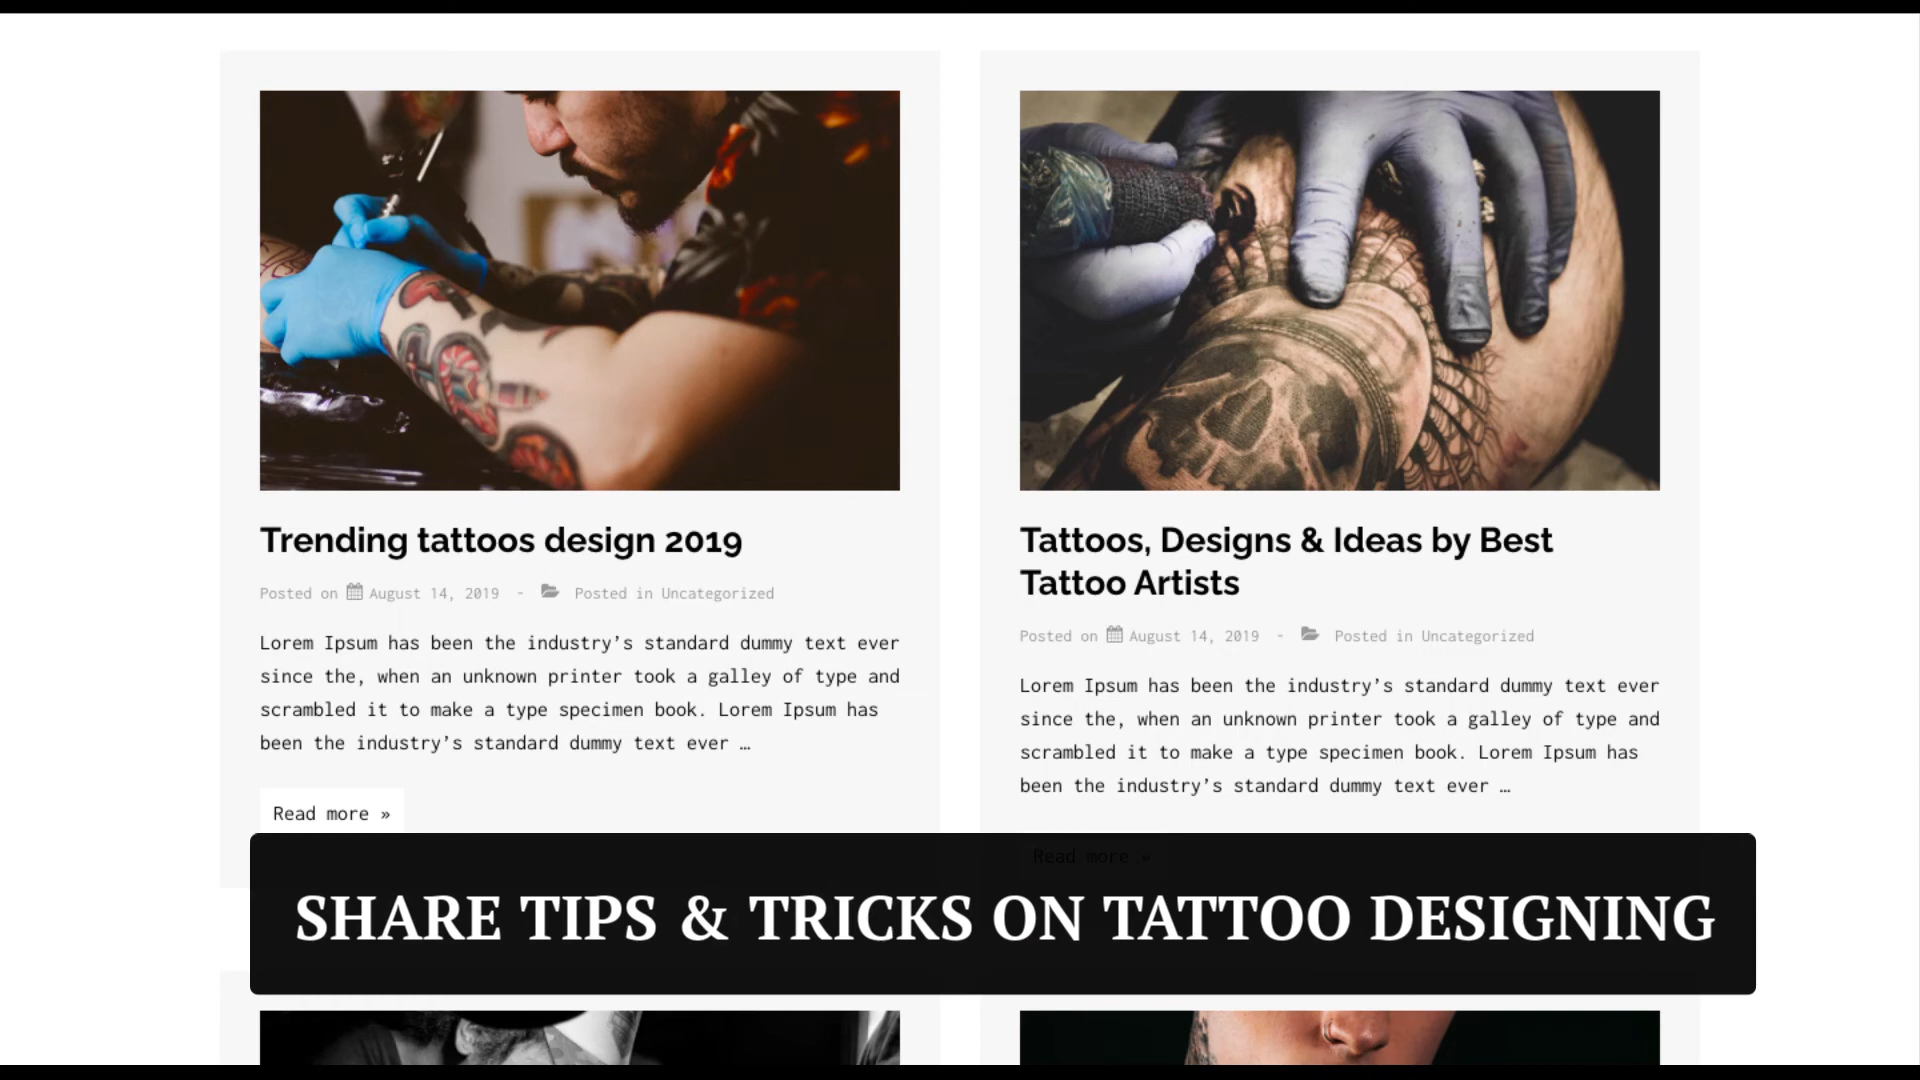 Trending tattoos design 2019
Posted on August 14, 2019 - Posted in Uncategorized
Lorem Ipsum has been the industry’s standard dummy text ever
since the, when an unknown printer took a galley of type and
scrambled it to make a type specimen book. Lorem Ipsum has
been the industry’s standard dummy text ever …
Read more »
Tattoos, Designs & Ideas by Best
Tattoo Artists
Posted on August 14, 2019 - Posted in Uncategorized
Lorem Ipsum has been the industry’s standard dummy text ever
since the, when an unknown printer took a galley of type and
scrambled it to make a type specimen book. Lorem Ipsum has
been the industry’s standard dummy text ever …
Read more »
SHARE TIPS & TRICKS ON TATTOO DESIGNING